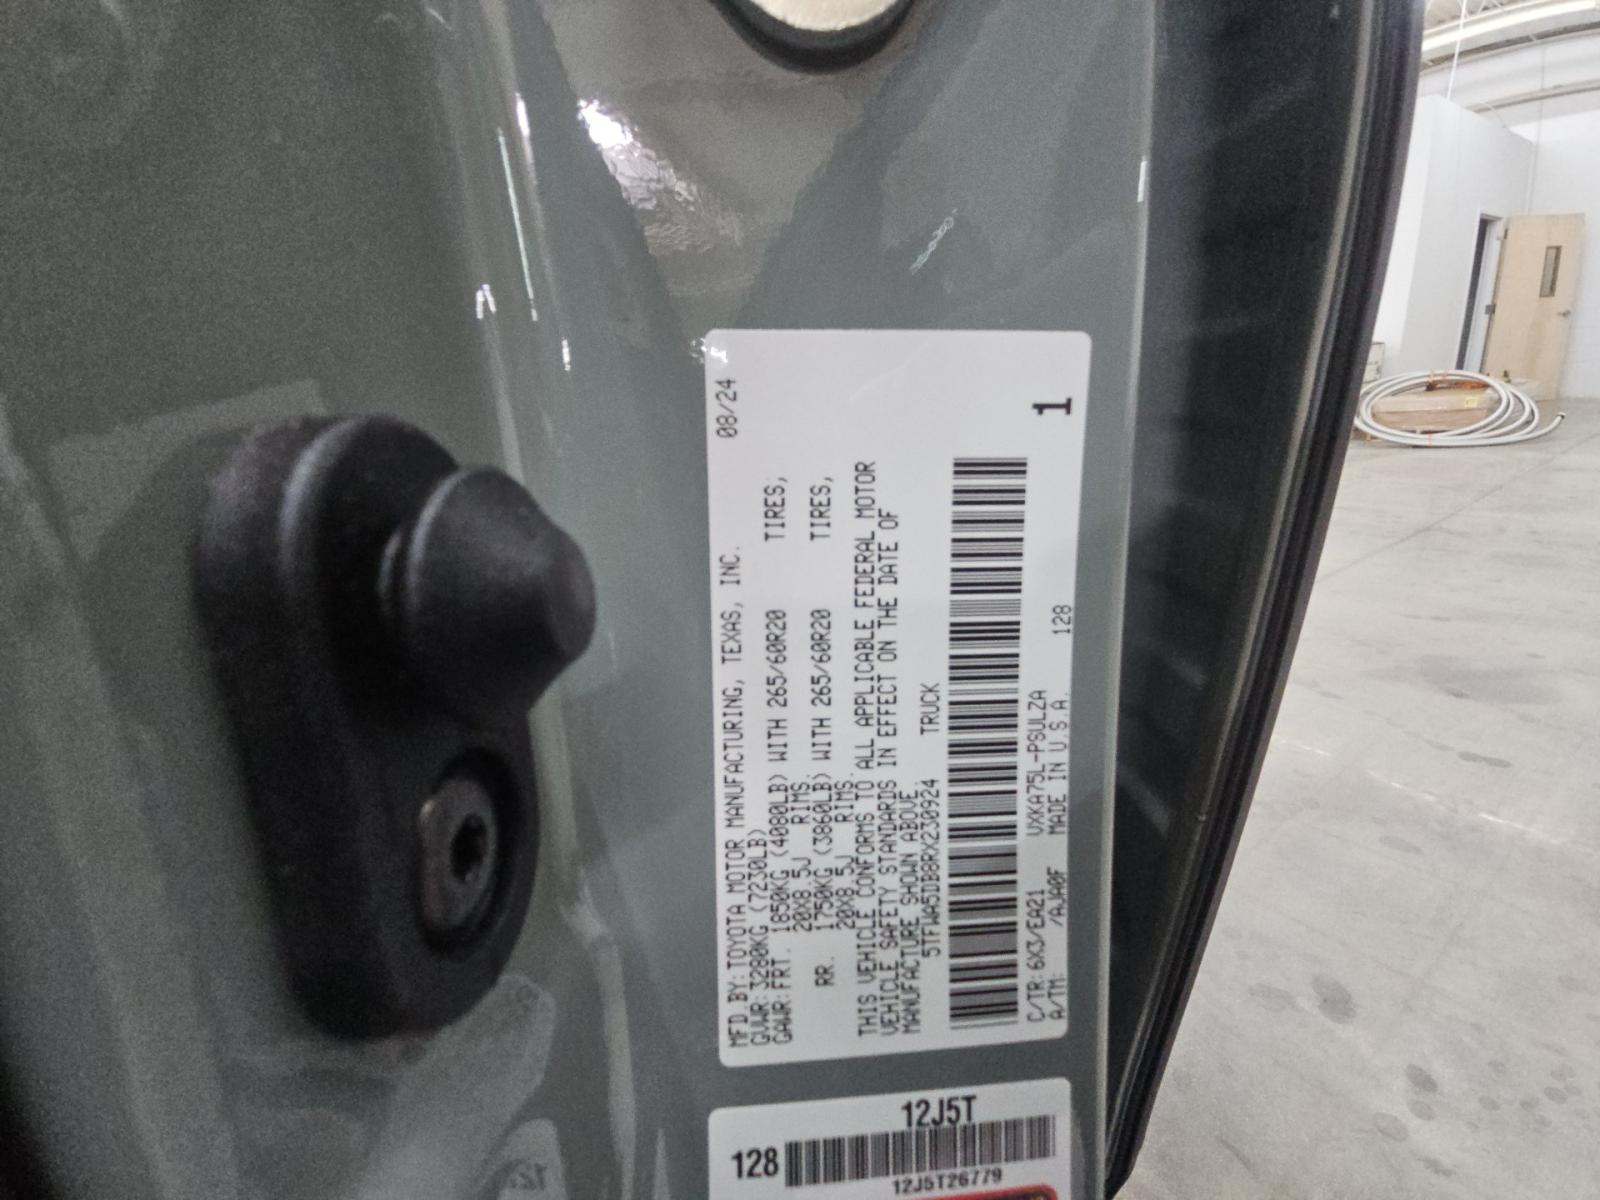 MFD.BY: TOYOTA MOTOR MANUFACTURING, TEXAS, INC. 08/24
GVWR: 3280KG (7230LB)
GAWR: FRT. 1850KG (4080LB) WITH 265/60R20 TIRES,
20X8.5J RIMS.
RR. 1750KG (3860LB) WITH 265/60R20 TIRES,
20X8.5J RIMS.
THIS VEHICLE CONFORMS TO ALL APPLICABLE FEDERAL MOTOR
VEHICLE SAFETY STANDARDS IN EFFECT ON THE DATE OF
MANUFACTURE SHOWN ABOVE
5TFWA5DB8RX230924 TRUCK
1
C/TR: 6X3/EA21 VXKA75L-PSULZA
A/TM: /AJA0F MADE IN U.S.A. 128
12J5T
128
12J5T26779